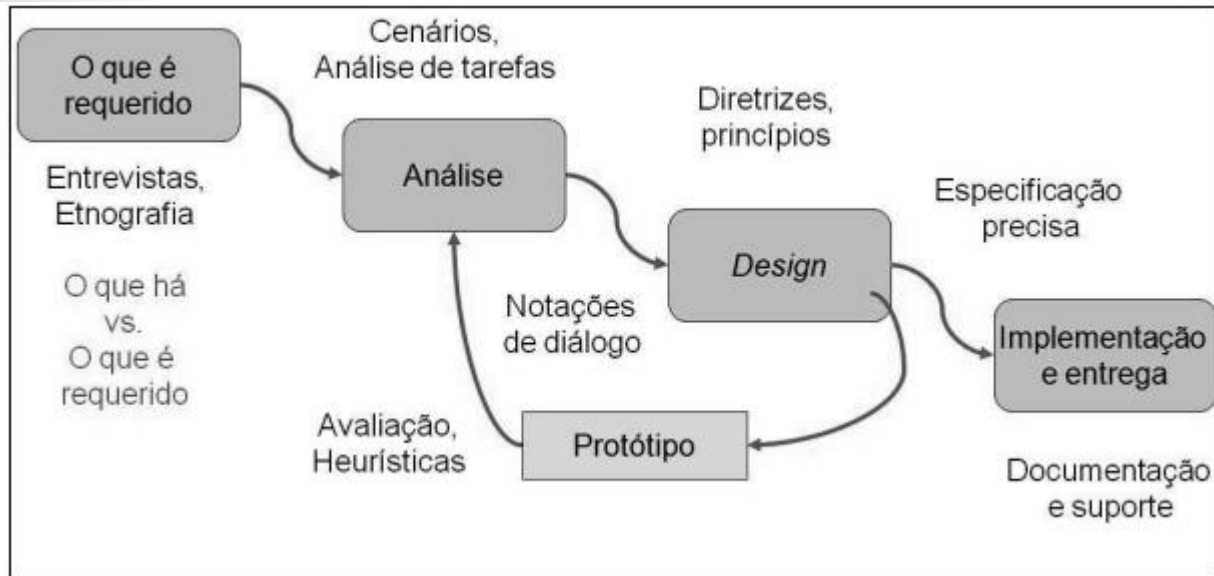 O que é
requerido
Entrevistas,
Etnografia
O que há
vs.
O que é
requerido
Cenários,
Análise de tarefas
Análise
Diretrizes,
princípios
Design
Notações
de diálogo
Avaliação,
Heurísticas
Protótipo
Especificação
precisa
Implementação
e entrega
Documentação
e suporte